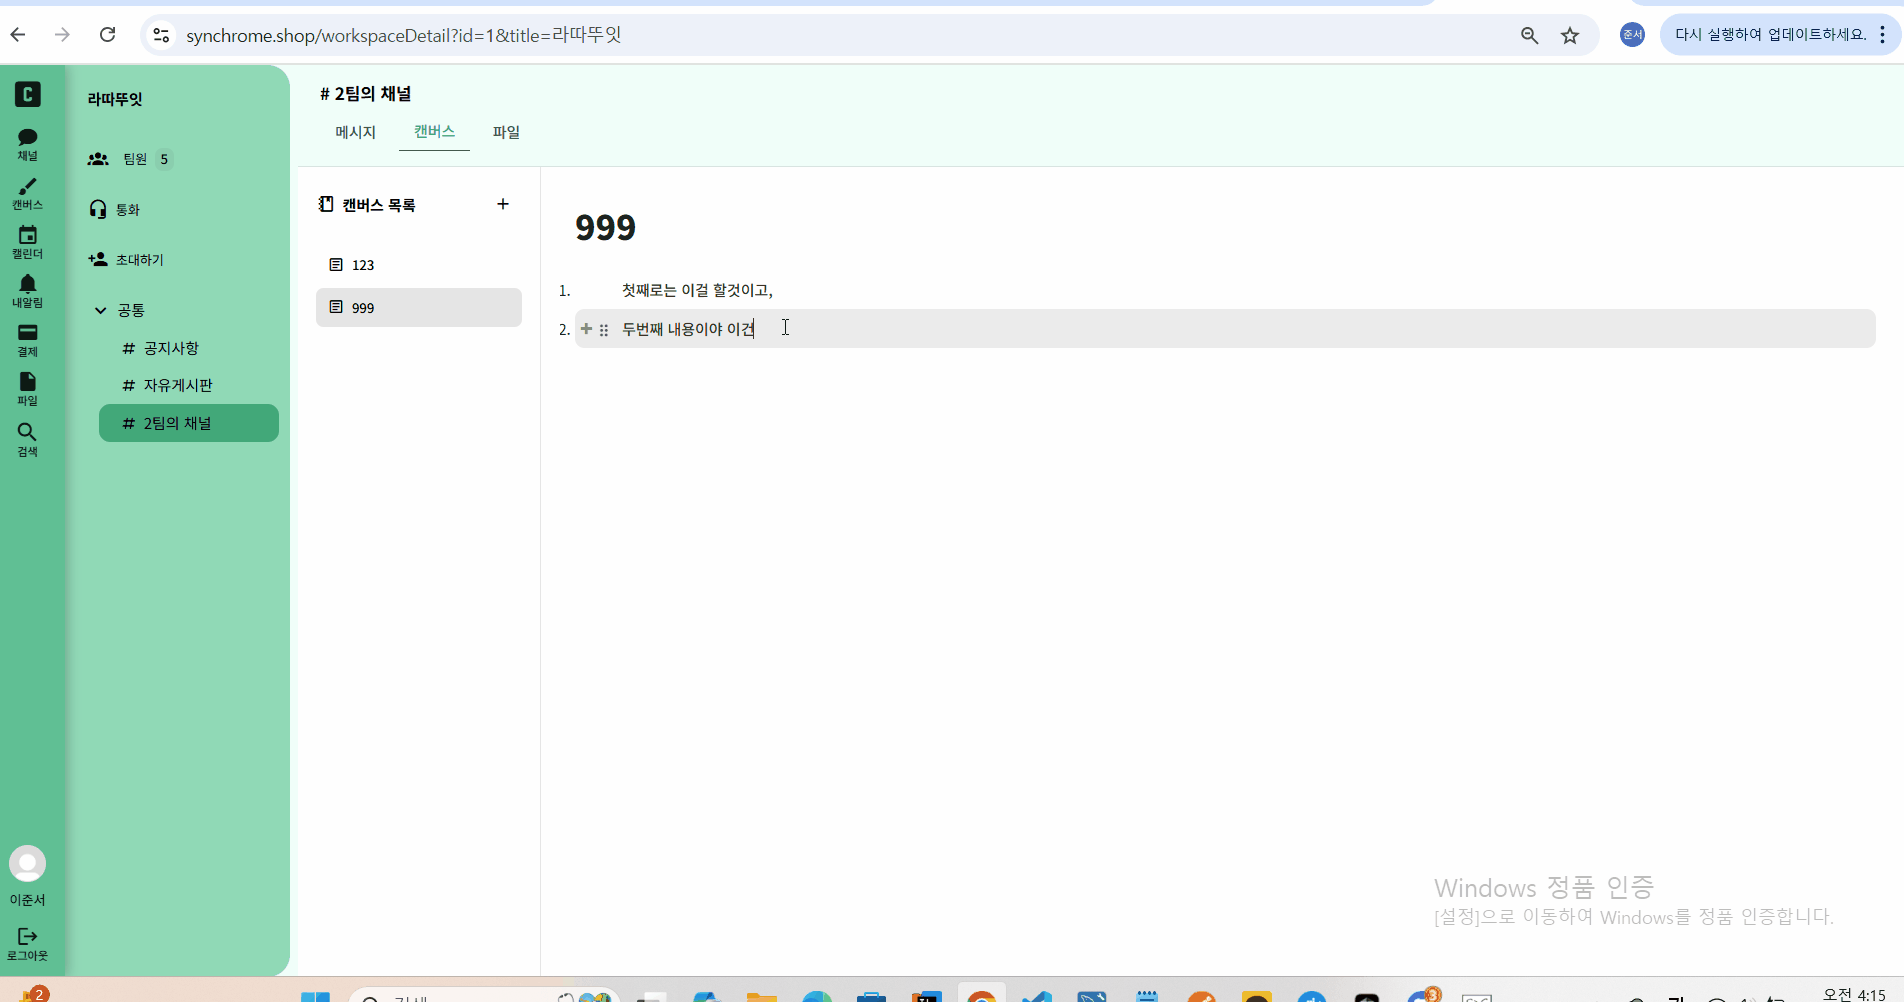 synchrome.shop/workspaceDetail?id=1&title=라따뚜잇
준서
다시 실행하여 업데이트하세요.
C
채널
캔버스
캘린더
내알림
결제
파일
검색
이준서
로그아웃
라따뚜잇
팀원 5
통화
초대하기
공통
# 공지사항
# 자유게시판
# 2팀의 채널
# 2팀의 채널
메시지 캔버스 파일
캔버스 목록 +
123
999
999
1. 첫째로는 이걸 할것이고,
2. 두번째 내용이야 이건
Windows 정품 인증
[설정]으로 이동하여 Windows를 정품 인증합니다.
2
검색
3
오전 4:15